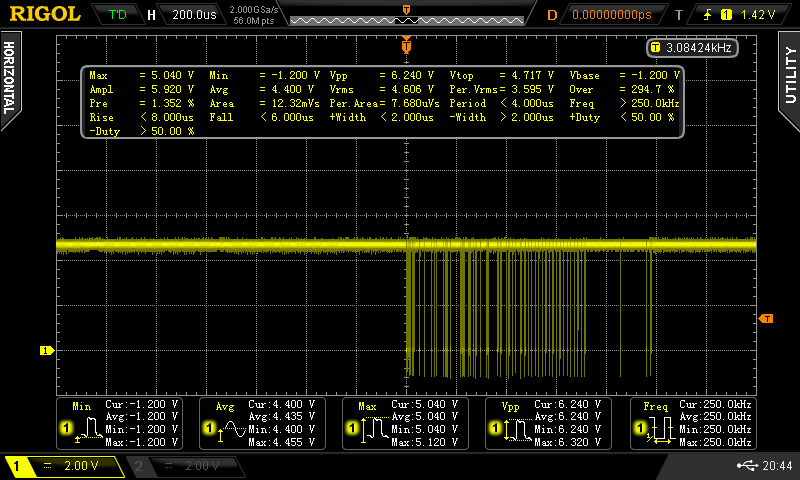 RIGOL T'D H 200.0us 2.000GSa/s 56.0M pts T D 0.00000000ps T 1 1.42 V
HORIZONTAL
UTILITY
T
T 3.08424kHz
Max = 5.040 V Min = -1.200 V Vpp = 6.240 V Vtop = 4.717 V Vbase = -1.200 V
Ampl = 5.920 V Avg = 4.400 V Vrms = 4.606 V Per.Vrms= 3.595 V Over = 294.7 %
Pre = 1.352 % Area = 12.32mVs Per.Area= 7.680uVs Period < 4.000us Freq > 250.0kHz
Rise < 8.000us Fall < 6.000us +Width < 2.000us -Width > 2.000us +Duty < 50.00 %
-Duty > 50.00 %
T
1
Min Cur:-1.200 V
Avg:-1.200 V
1 Min:-1.200 V
Max:-1.200 V
Avg Cur:4.400 V
Avg:4.435 V
1 Min:4.400 V
Max:4.455 V
Max Cur:5.040 V
Avg:5.040 V
1 Min:5.040 V
Max:5.120 V
Vpp Cur:6.240 V
Avg:6.240 V
1 Min:6.240 V
Max:6.320 V
Freq Cur:250.0kHz
Avg:250.0kHz
1 Min:250.0kHz
Max:250.0kHz
1 2.00 V 2 2.00 V 20:44